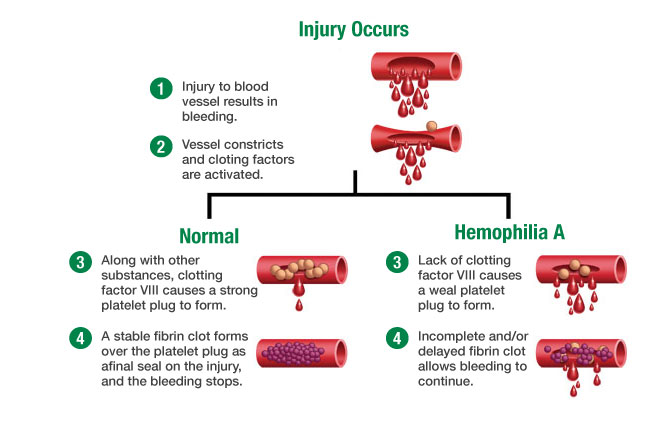 Injury Occurs
1
Injury to blood
vessel results in
bleeding.
2
Vessel constricts
and cloting factors
are activated.
Normal
3
Along with other
substances, clotting
factor VIII causes a strong
platelet plug to form.
4
A stable fibrin clot forms
over the platelet plug as
afinal seal on the injury,
and the bleeding stops.
Hemophilia A
3
Lack of clotting
factor VIII causes
a weal platelet
plug to form.
4
Incomplete and/or
delayed fibrin clot
allows bleeding to
continue.